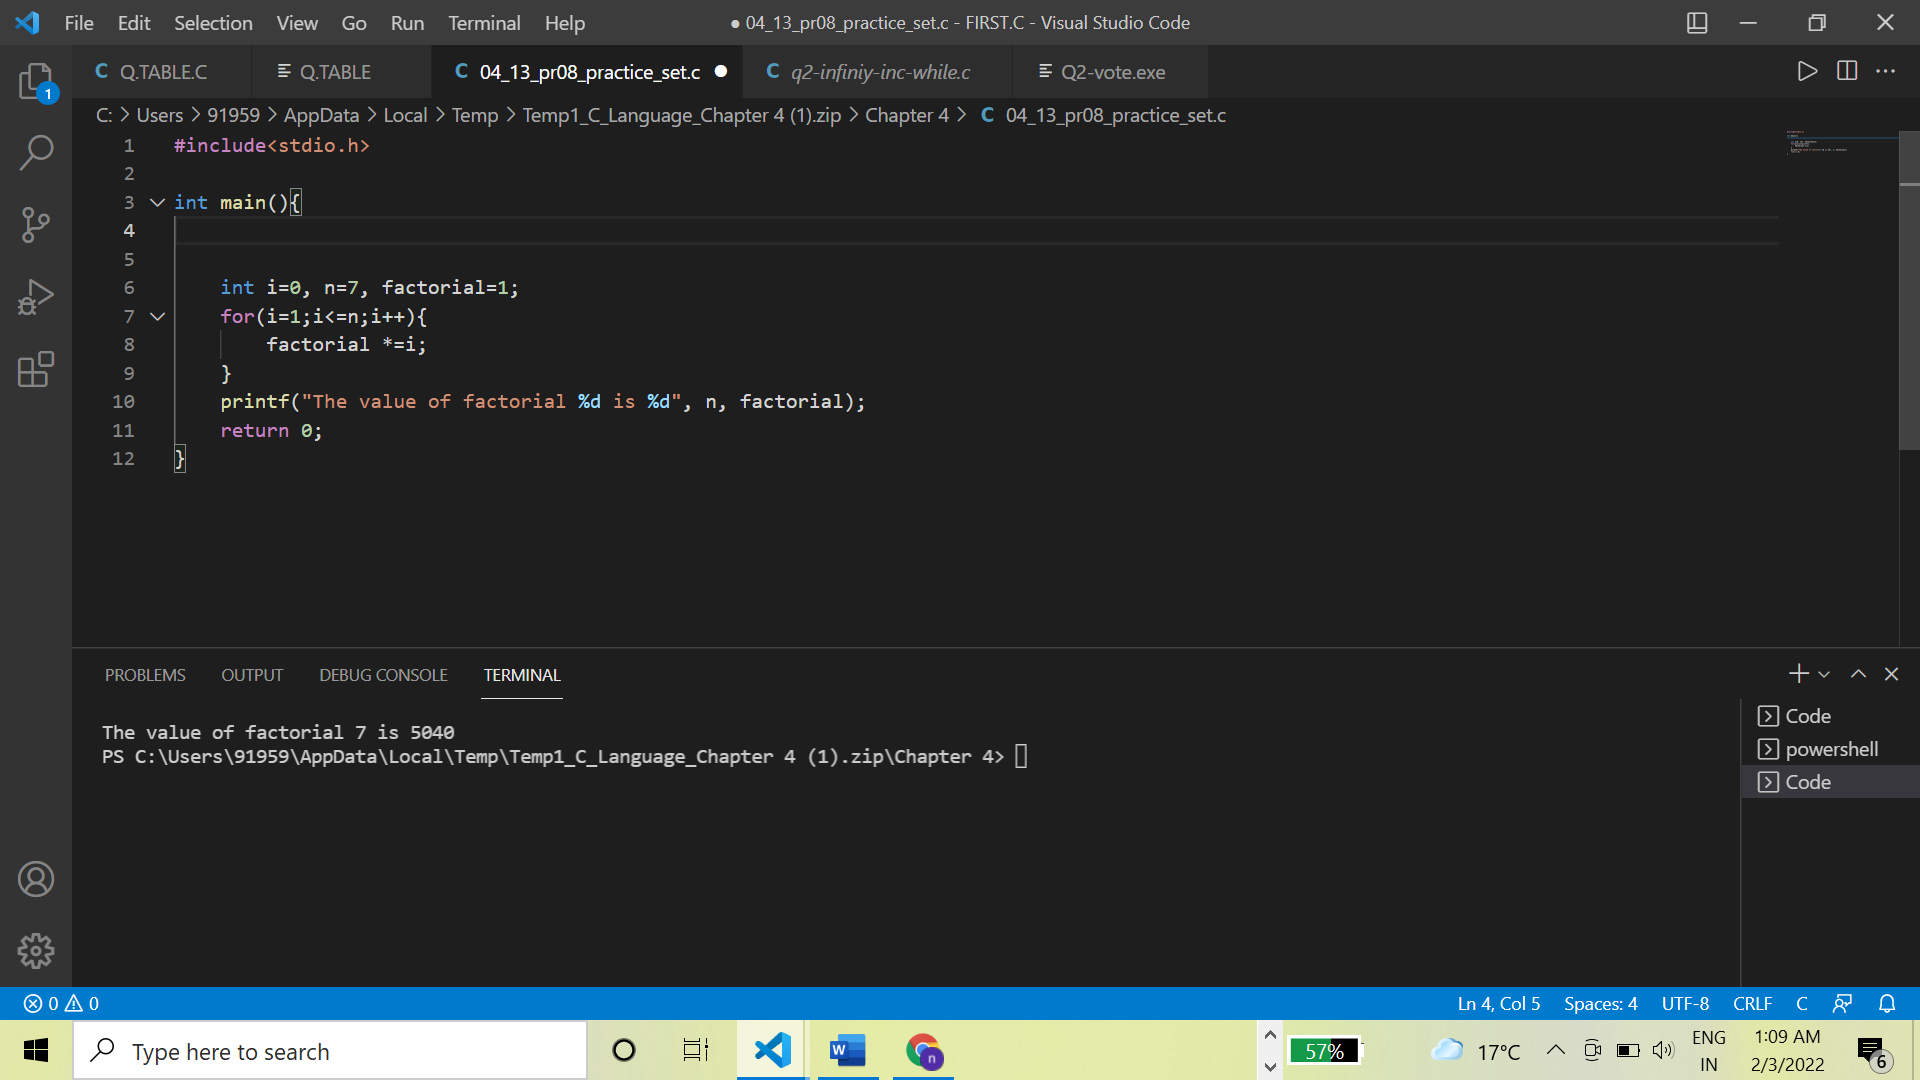 File Edit Selection View Go Run Terminal Help
● 04_13_pr08_practice_set.c - FIRST.C - Visual Studio Code
C Q.TABLE.C
Q.TABLE
C 04_13_pr08_practice_set.c ●
C q2-infiniy-inc-while.c
Q2-vote.exe
1
C: > Users > 91959 > AppData > Local > Temp > Temp1_C_Language_Chapter 4 (1).zip > Chapter 4 > C 04_13_pr08_practice_set.c
1 #include<stdio.h>
2
3 int main(){
4
5
6 int i=0, n=7, factorial=1;
7 for(i=1;i<=n;i++){
8 factorial *=i;
9 }
10 printf("The value of factorial %d is %d", n, factorial);
11 return 0;
12 }
PROBLEMS OUTPUT DEBUG CONSOLE TERMINAL
The value of factorial 7 is 5040
PS C:\Users\91959\AppData\Local\Temp\Temp1_C_Language_Chapter 4 (1).zip\Chapter 4>
Code
powershell
Code
0 0
Ln 4, Col 5 Spaces: 4 UTF-8 CRLF C
Type here to search
W
n
57%
17°C
ENG
IN
1:09 AM
2/3/2022
6